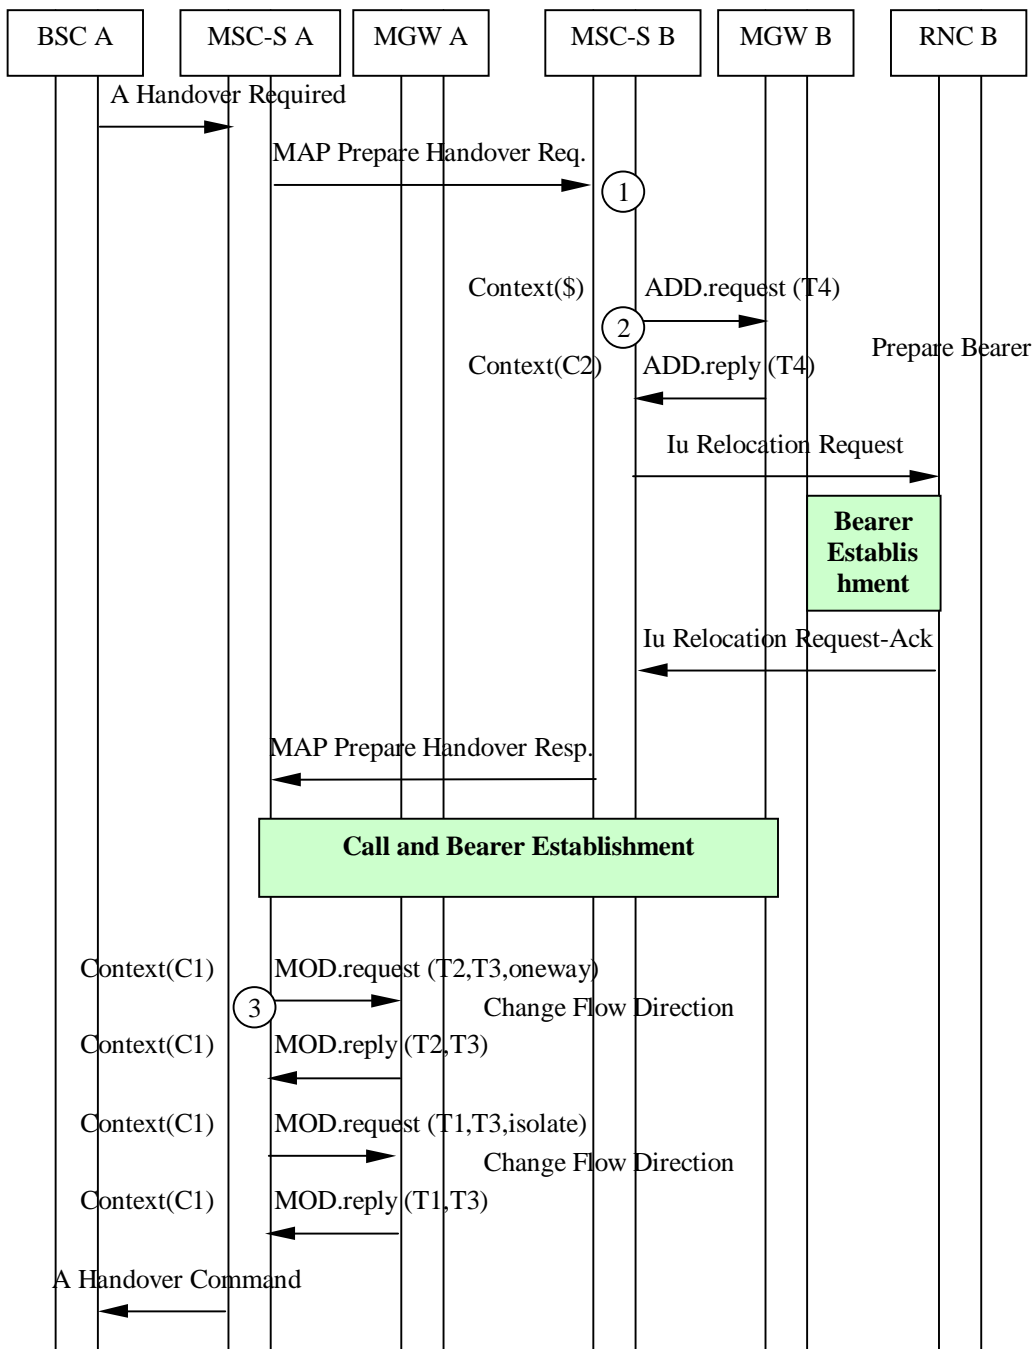 BSC A
MSC-S A
MGW A
MSC-S B
MGW B
RNC B
A Handover Required
MAP Prepare Handover Req.
1
Context($)
ADD.request (T4)
2
Prepare Bearer
Context(C2)
ADD.reply (T4)
Iu Relocation Request
Bearer
Establis
hment
Iu Relocation Request-Ack
MAP Prepare Handover Resp.
Call and Bearer Establishment
Context(C1)
MOD.request (T2,T3,oneway)
3
Change Flow Direction
Context(C1)
MOD.reply (T2,T3)
Context(C1)
MOD.request (T1,T3,isolate)
Change Flow Direction
Context(C1)
MOD.reply (T1,T3)
A Handover Command